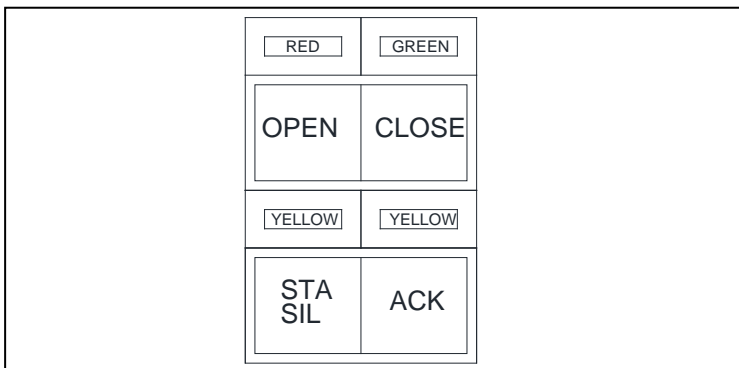 RED GREEN
OPEN CLOSE
YELLOW YELLOW
STA
SIL
ACK